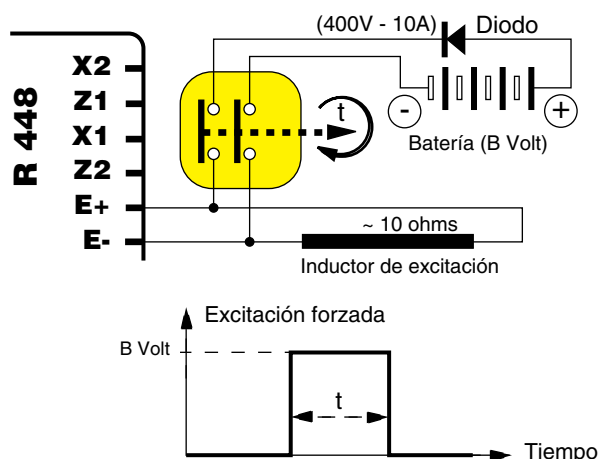 (400V - 10A) Diodo
R 448
X2
Z1
X1
Z2
E+
E-
t
-
+
Batería (B Volt)
~ 10 ohms
Inductor de excitación
Excitación forzada
B Volt
t
Tiempo